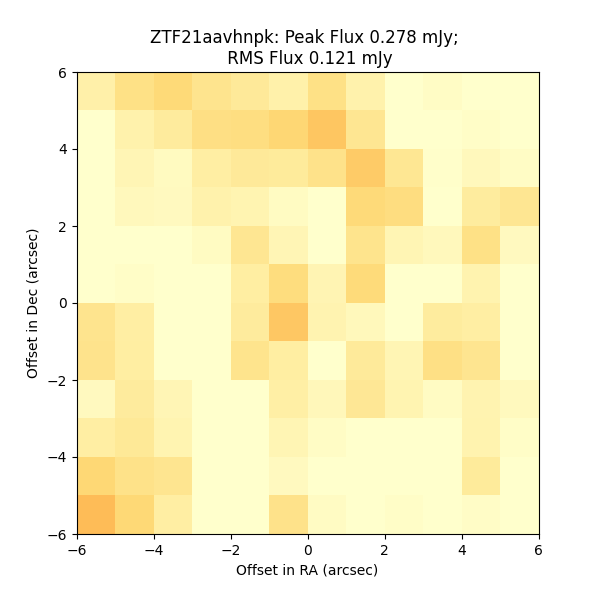 ZTF21aavhnpk: Peak Flux 0.278 mJy;
RMS Flux 0.121 mJy
6
4
2
0
−2
−4
−6
Offset in Dec (arcsec)
−6 −4 −2 0 2 4 6
Offset in RA (arcsec)